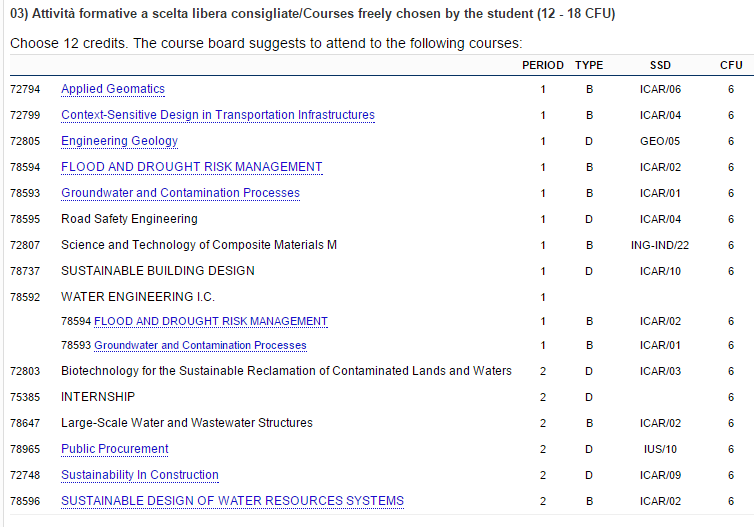 03) Attività formative a scelta libera consigliate/Courses freely chosen by the student (12 - 18 CFU)
Choose 12 credits. The course board suggests to attend to the following courses:
PERIOD TYPE SSD CFU
72794 Applied Geomatics 1 B ICAR/06 6
72799 Context-Sensitive Design in Transportation Infrastructures 1 B ICAR/04 6
72805 Engineering Geology 1 D GEO/05 6
78594 FLOOD AND DROUGHT RISK MANAGEMENT 1 B ICAR/02 6
78593 Groundwater and Contamination Processes 1 B ICAR/01 6
78595 Road Safety Engineering 1 D ICAR/04 6
72807 Science and Technology of Composite Materials M 1 B ING-IND/22 6
78737 SUSTAINABLE BUILDING DESIGN 1 D ICAR/10 6
78592 WATER ENGINEERING I.C. 1
78594 FLOOD AND DROUGHT RISK MANAGEMENT 1 B ICAR/02 6
78593 Groundwater and Contamination Processes 1 B ICAR/01 6
72803 Biotechnology for the Sustainable Reclamation of Contaminated Lands and Waters 2 D ICAR/03 6
75385 INTERNSHIP 2 D 6
78647 Large-Scale Water and Wastewater Structures 2 B ICAR/02 6
78965 Public Procurement 2 D IUS/10 6
72748 Sustainability In Construction 2 D ICAR/09 6
78596 SUSTAINABLE DESIGN OF WATER RESOURCES SYSTEMS 2 B ICAR/02 6